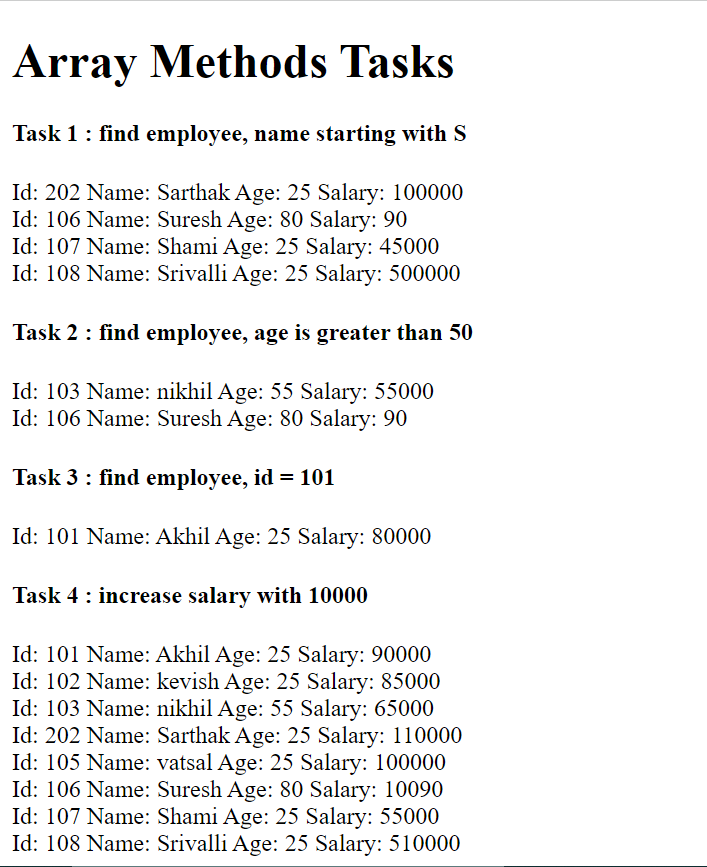 Array Methods Tasks
Task 1 : find employee, name starting with S
Id: 202 Name: Sarthak Age: 25 Salary: 100000
Id: 106 Name: Suresh Age: 80 Salary: 90
Id: 107 Name: Shami Age: 25 Salary: 45000
Id: 108 Name: Srivalli Age: 25 Salary: 500000
Task 2 : find employee, age is greater than 50
Id: 103 Name: nikhil Age: 55 Salary: 55000
Id: 106 Name: Suresh Age: 80 Salary: 90
Task 3 : find employee, id = 101
Id: 101 Name: Akhil Age: 25 Salary: 80000
Task 4 : increase salary with 10000
Id: 101 Name: Akhil Age: 25 Salary: 90000
Id: 102 Name: kevish Age: 25 Salary: 85000
Id: 103 Name: nikhil Age: 55 Salary: 65000
Id: 202 Name: Sarthak Age: 25 Salary: 110000
Id: 105 Name: vatsal Age: 25 Salary: 100000
Id: 106 Name: Suresh Age: 80 Salary: 10090
Id: 107 Name: Shami Age: 25 Salary: 55000
Id: 108 Name: Srivalli Age: 25 Salary: 510000